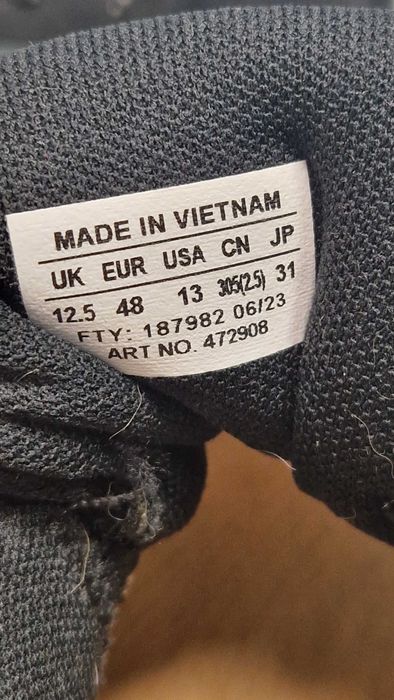 MADE IN VIETNAM
UK EUR USA CN JP
12.5 48 13 305(2.5) 31
FTY: 187982 06/23
ART NO. 472908